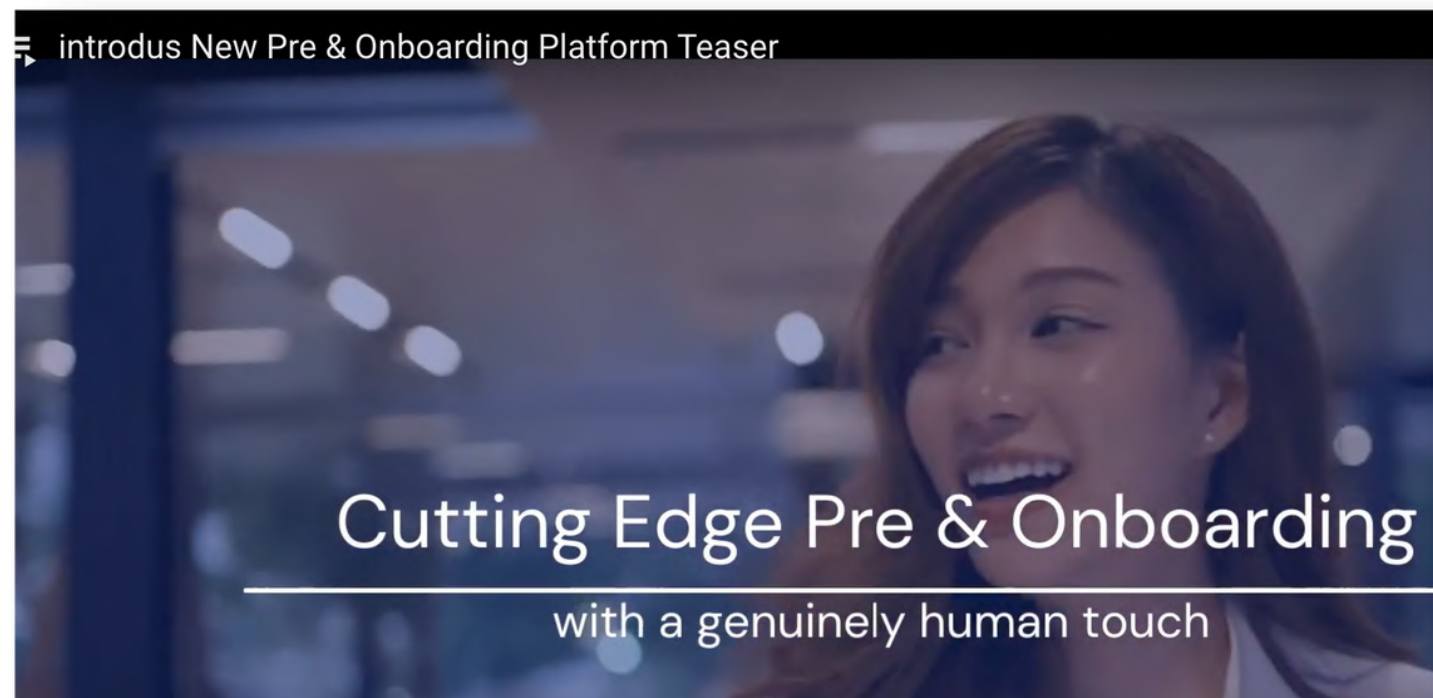 introdus New Pre & Onboarding Platform Teaser
Cutting Edge Pre & Onboarding
with a genuinely human touch